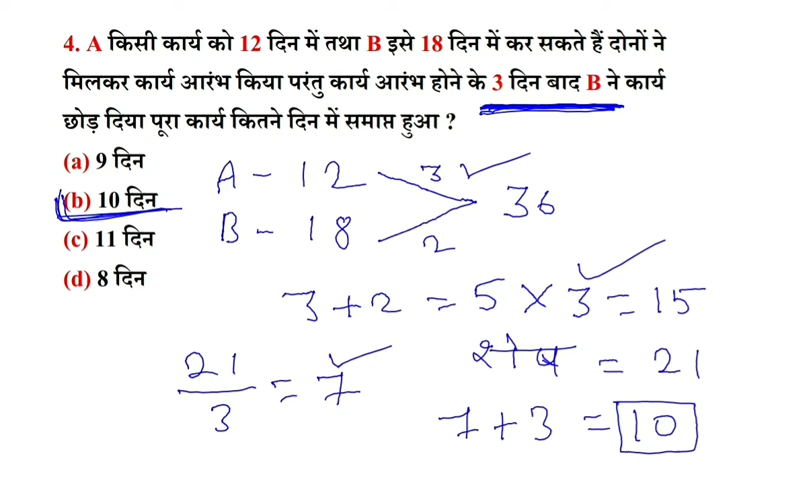 4. A किसी कार्य को 12 दिन में तथा B इसे 18 दिन में कर सकते हैं दोनों ने
मिलकर कार्य आरंभ किया परंतु कार्य आरंभ होने के 3 दिन बाद B ने कार्य
छोड़ दिया पूरा कार्य कितने दिन में समाप्त हुआ ?
(a) 9 दिन
(b) 10 दिन
(c) 11 दिन
(d) 8 दिन
A - 12 3
36
B - 18 2
3 + 2 = 5 × 3 = 15
शेष = 21
21/3 = 7
7 + 3 = 10